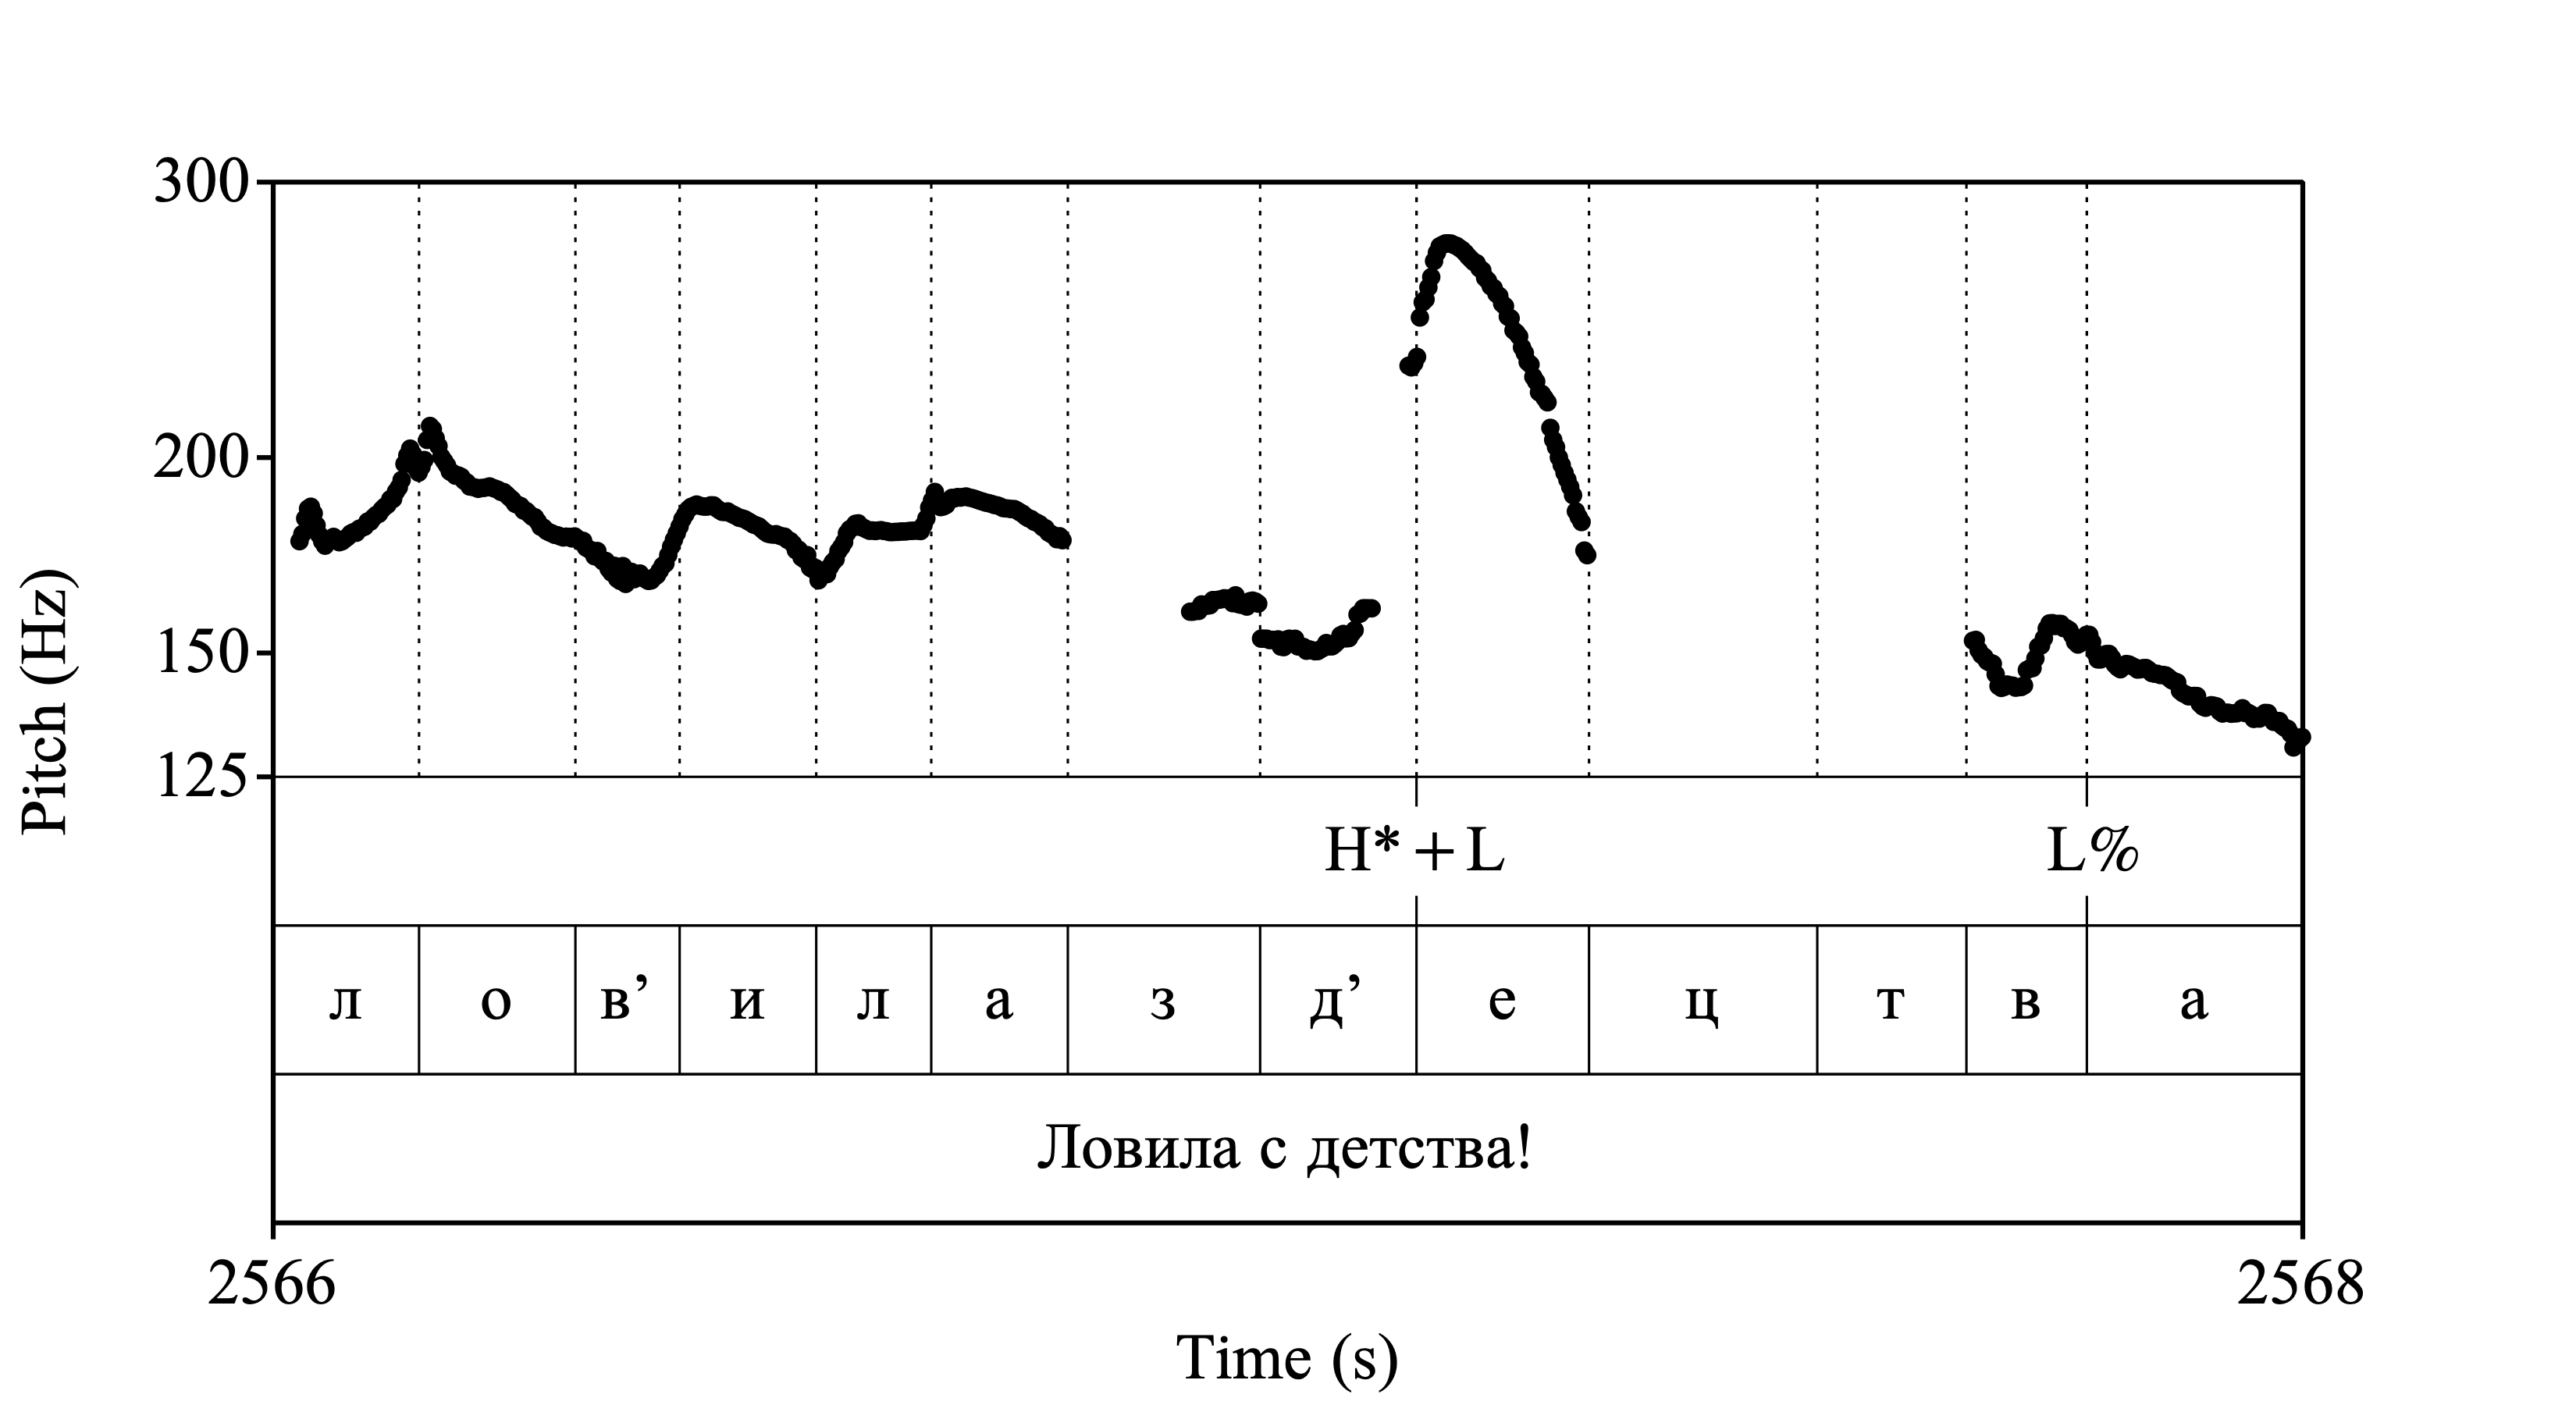 300
200
150
125
Pitch (Hz)
H* + L L%
л о в’ и л а з д’ е ц т в а
Ловила с детства!
2566 2568
Time (s)